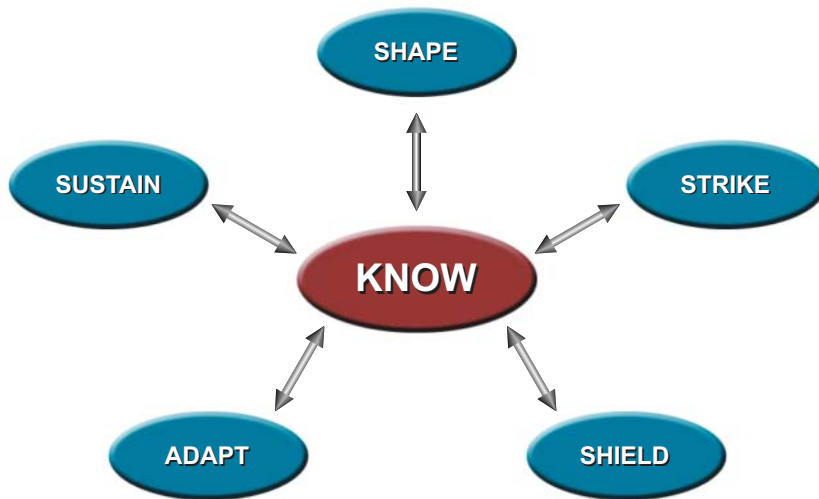 SHAPE
SUSTAIN
STRIKE
KNOW
ADAPT
SHIELD